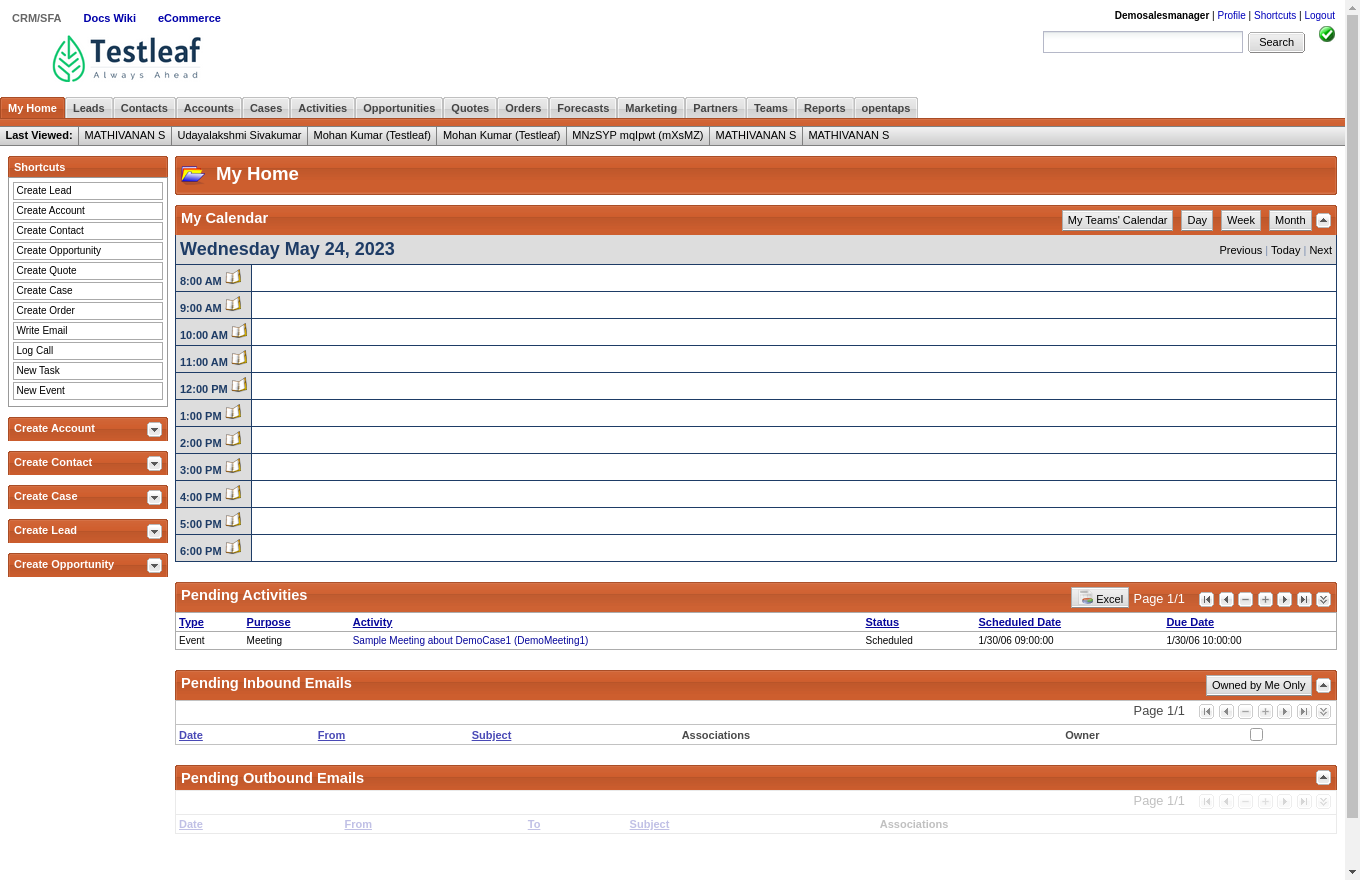 CRM/SFA Docs Wiki eCommerce
Demosalesmanager | Profile | Shortcuts | Logout
Testleaf
Always Ahead
Search
My Home Leads Contacts Accounts Cases Activities Opportunities Quotes Orders Forecasts Marketing Partners Teams Reports opentaps
Last Viewed: MATHIVANAN S Udayalakshmi Sivakumar Mohan Kumar (Testleaf) Mohan Kumar (Testleaf) MNzSYP mqIpwt (mXsMZ) MATHIVANAN S MATHIVANAN S
Shortcuts
Create Lead
Create Account
Create Contact
Create Opportunity
Create Quote
Create Case
Create Order
Write Email
Log Call
New Task
New Event
Create Account
Create Contact
Create Case
Create Lead
Create Opportunity
My Home
My Calendar My Teams' Calendar Day Week Month
Wednesday May 24, 2023 Previous | Today | Next
8:00 AM
9:00 AM
10:00 AM
11:00 AM
12:00 PM
1:00 PM
2:00 PM
3:00 PM
4:00 PM
5:00 PM
6:00 PM
Pending Activities Excel Page 1/1
Type Purpose Activity Status Scheduled Date Due Date
Event Meeting Sample Meeting about DemoCase1 (DemoMeeting1) Scheduled 1/30/06 09:00:00 1/30/06 10:00:00
Pending Inbound Emails Owned by Me Only
Page 1/1
Date From Subject Associations Owner
Pending Outbound Emails
Page 1/1
Date From To Subject Associations